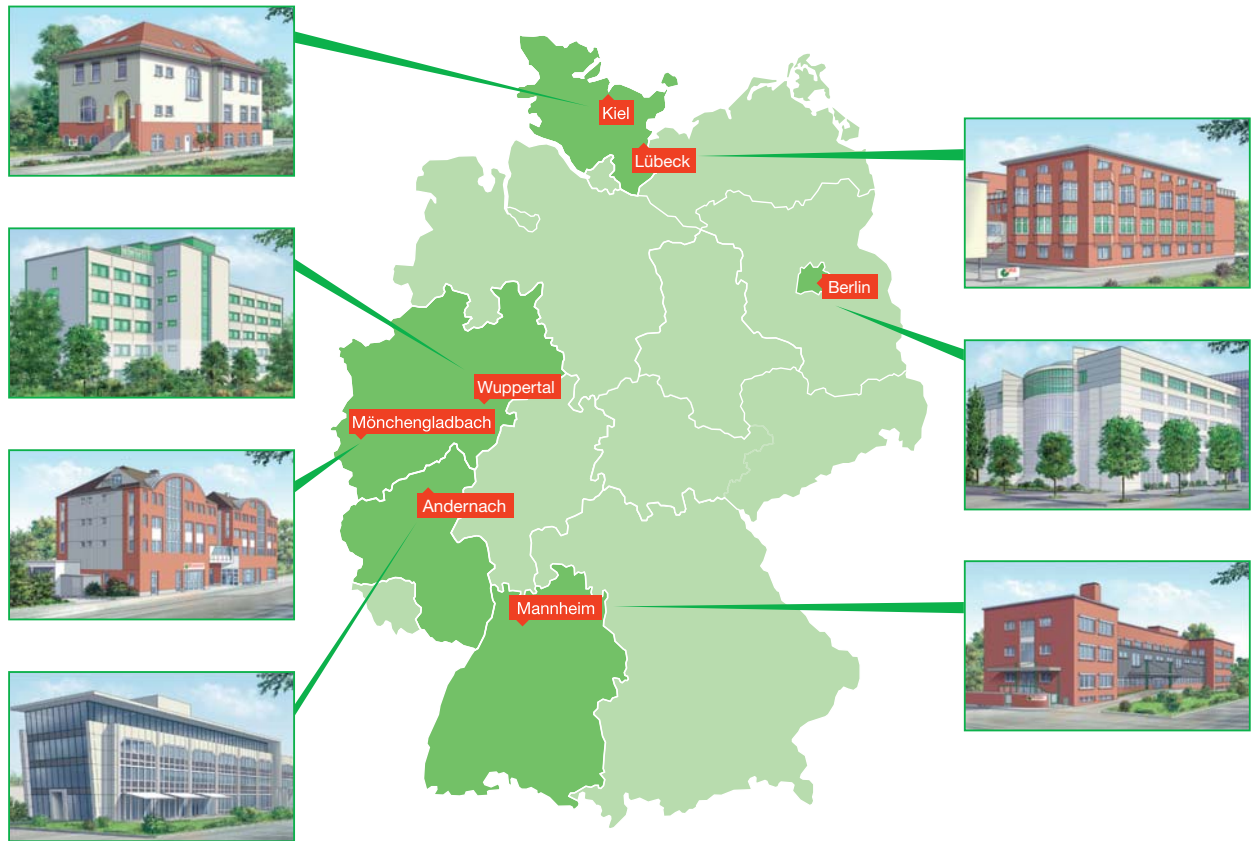 Kiel
Lübeck
Berlin
Wuppertal
Mönchengladbach
Andernach
Mannheim